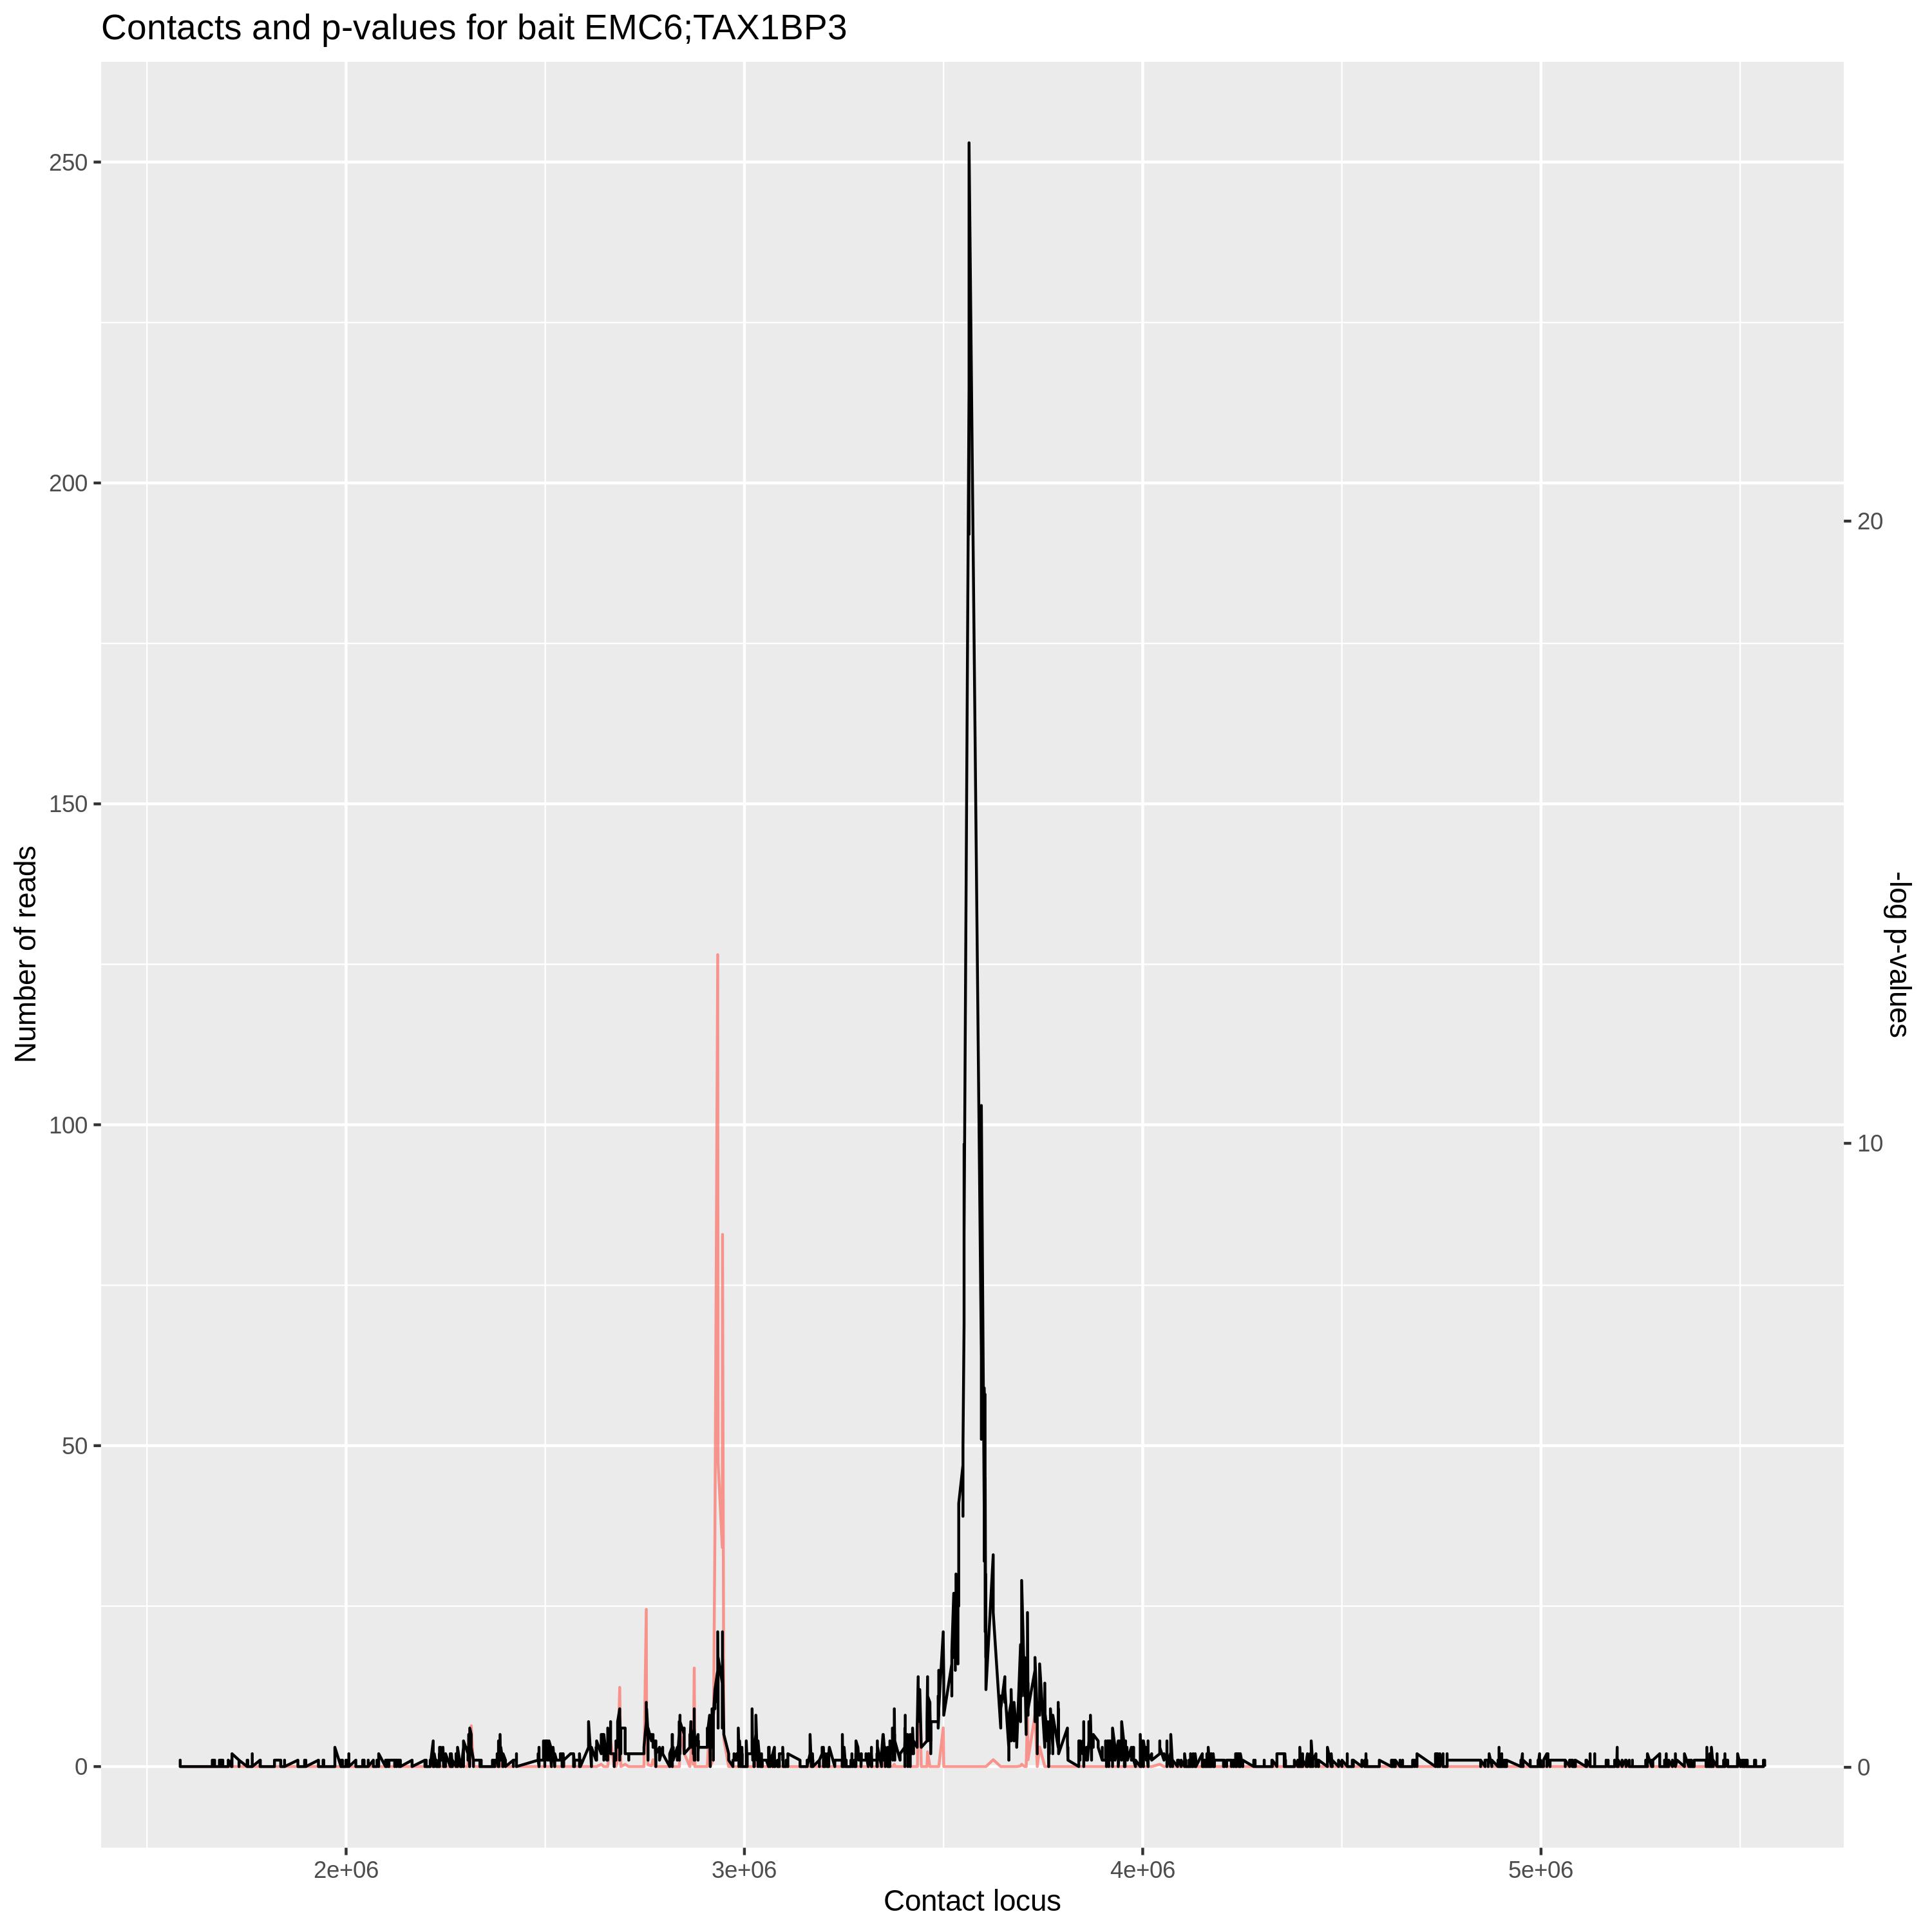 Contacts and p-values for bait EMC6;TAX1BP3
250
200
150
100
50
0
Number of reads
20
10
0
-log p-values
2e+06
3e+06
4e+06
5e+06
Contact locus